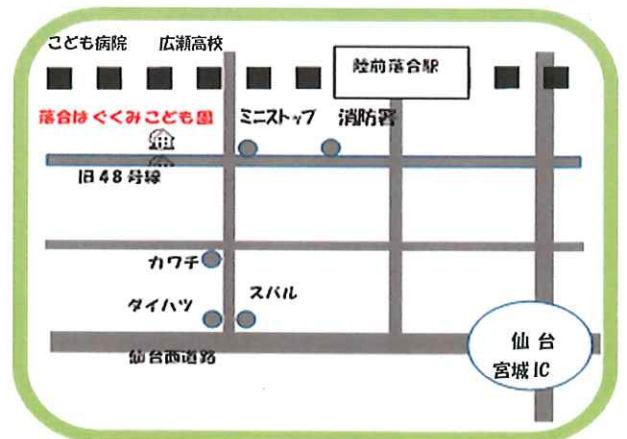 こども病院
広瀬高校
陸前落合駅
落合はぐくみこども園
ミニストップ
消防署
旧48号線
カワチ
ダイハツ
スバル
仙台西道路
仙台
宮城IC